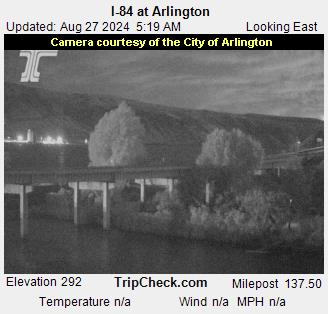 I-84 at Arlington
Updated: Aug 27 2024 5:19 AM Looking East
Camera courtesy of the City of Arlington
Elevation 292 TripCheck.com Milepost 137.50
Temperature n/a Wind n/a MPH n/a